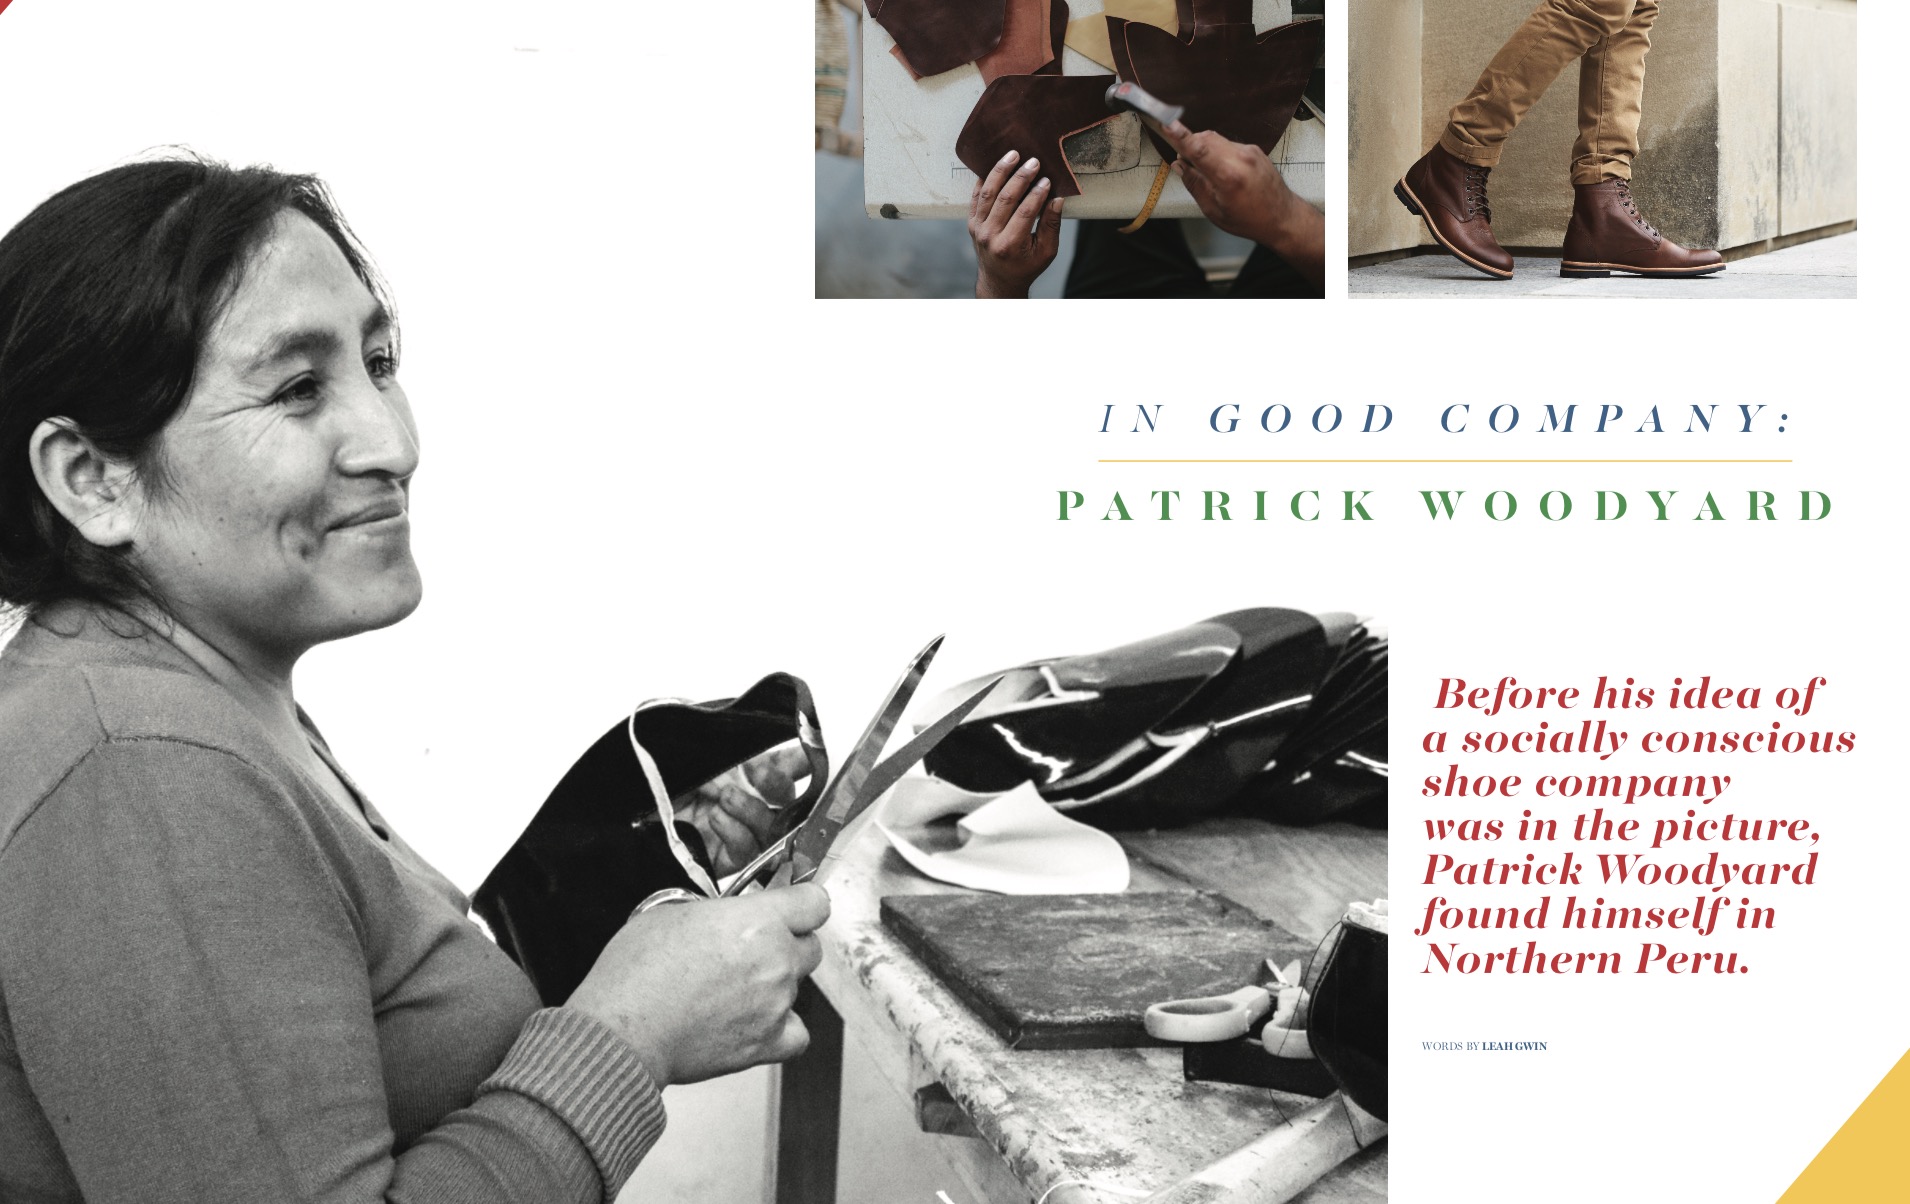 IN GOOD COMPANY:
PATRICK WOODYARD
Before his idea of
a socially conscious
shoe company
was in the picture,
Patrick Woodyard
found himself in
Northern Peru.
WORDS BY LEAH GWIN